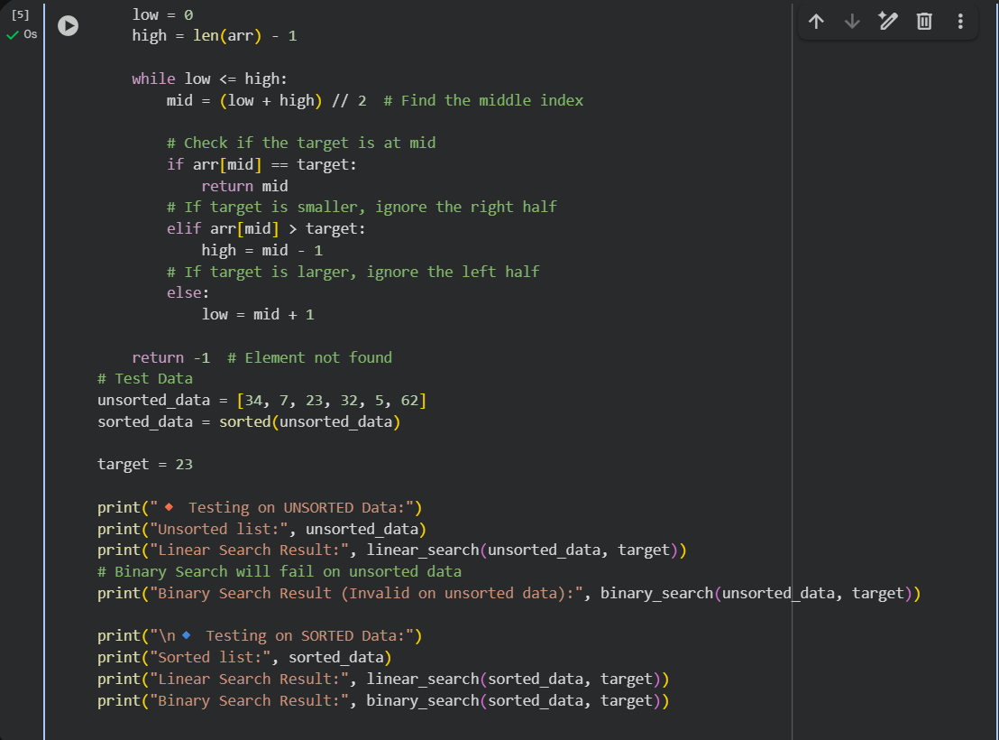 [5]
0s
low = 0
high = len(arr) - 1
while low <= high:
mid = (low + high) // 2  # Find the middle index
# Check if the target is at mid
if arr[mid] == target:
return mid
# If target is smaller, ignore the right half
elif arr[mid] > target:
high = mid - 1
# If target is larger, ignore the left half
else:
low = mid + 1
return -1  # Element not found
# Test Data
unsorted_data = [34, 7, 23, 32, 5, 62]
sorted_data = sorted(unsorted_data)
target = 23
print("🔸 Testing on UNSORTED Data:")
print("Unsorted list:", unsorted_data)
print("Linear Search Result:", linear_search(unsorted_data, target))
# Binary Search will fail on unsorted data
print("Binary Search Result (Invalid on unsorted data):", binary_search(unsorted_data, target))
print("\n🔹 Testing on SORTED Data:")
print("Sorted list:", sorted_data)
print("Linear Search Result:", linear_search(sorted_data, target))
print("Binary Search Result:", binary_search(sorted_data, target))